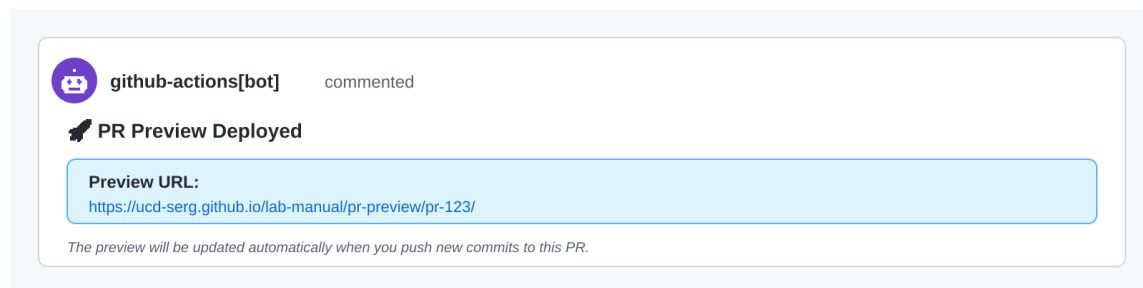 github-actions[bot] commented
PR Preview Deployed
Preview URL:
https://ucd-serg.github.io/lab-manual/pr-preview/pr-123/
The preview will be updated automatically when you push new commits to this PR.